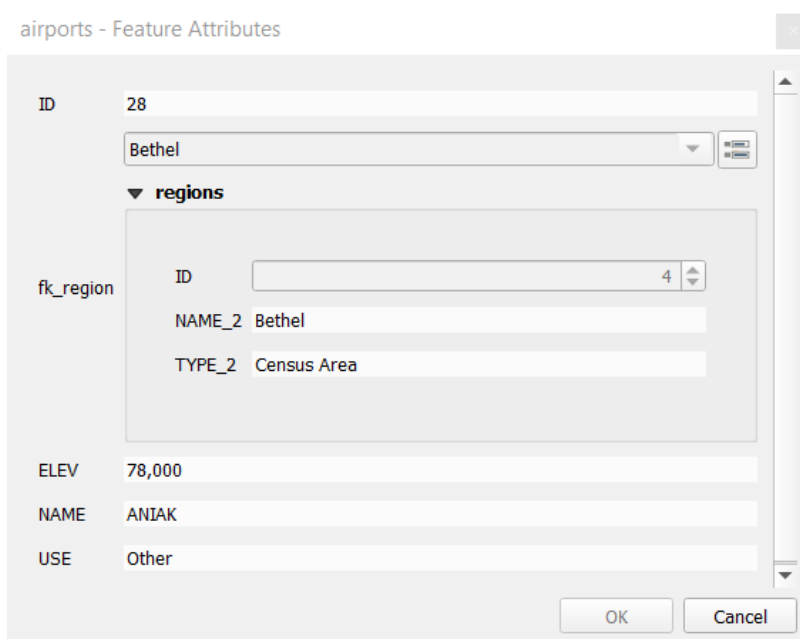 airports - Feature Attributes
ID 28
Bethel
regions
fk_region
ID 4
NAME_2 Bethel
TYPE_2 Census Area
ELEV 78,000
NAME ANIAK
USE Other
OK Cancel